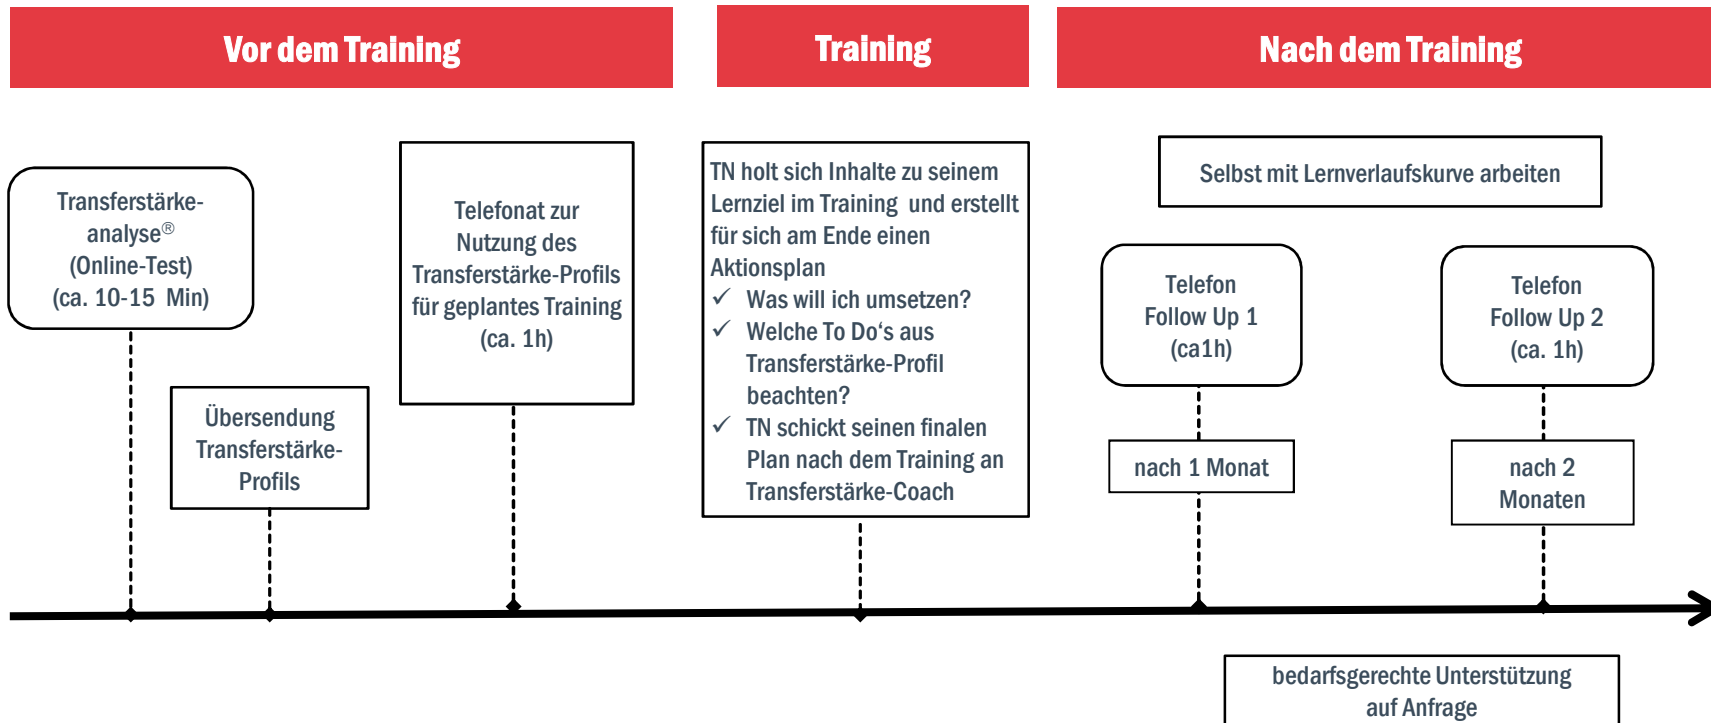 Vor dem Training
Training
Nach dem Training
Transferstärke-
analyse®
(Online-Test)
(ca. 10-15 Min)
Übersendung
Transferstärke-
Profils
Telefonat zur
Nutzung des
Transferstärke-Profils
für geplantes Training
(ca. 1h)
TN holt sich Inhalte zu seinem
Lernziel im Training und erstellt
für sich am Ende einen
Aktionsplan
✓ Was will ich umsetzen?
✓ Welche To Do‘s aus
Transferstärke-Profil
beachten?
✓ TN schickt seinen finalen
Plan nach dem Training an
Transferstärke-Coach
Selbst mit Lernverlaufskurve arbeiten
Telefon
Follow Up 1
(ca1h)
nach 1 Monat
Telefon
Follow Up 2
(ca. 1h)
nach 2
Monaten
bedarfsgerechte Unterstützung
auf Anfrage